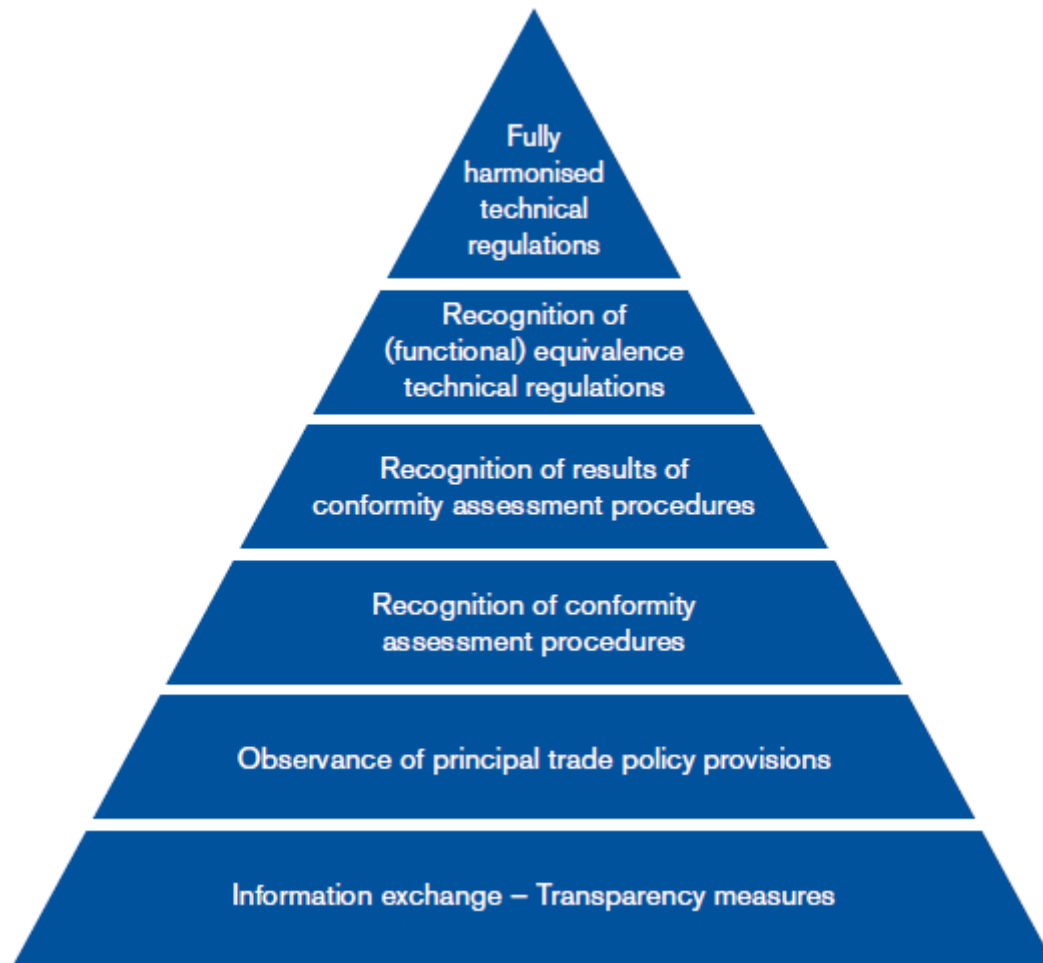 Fully
harmonised
technical
regulations
Recognition of
(functional) equivalence
technical regulations
Recognition of results of
conformity assessment procedures
Recognition of conformity
assessment procedures
Observance of principal trade policy provisions
Information exchange – Transparency measures